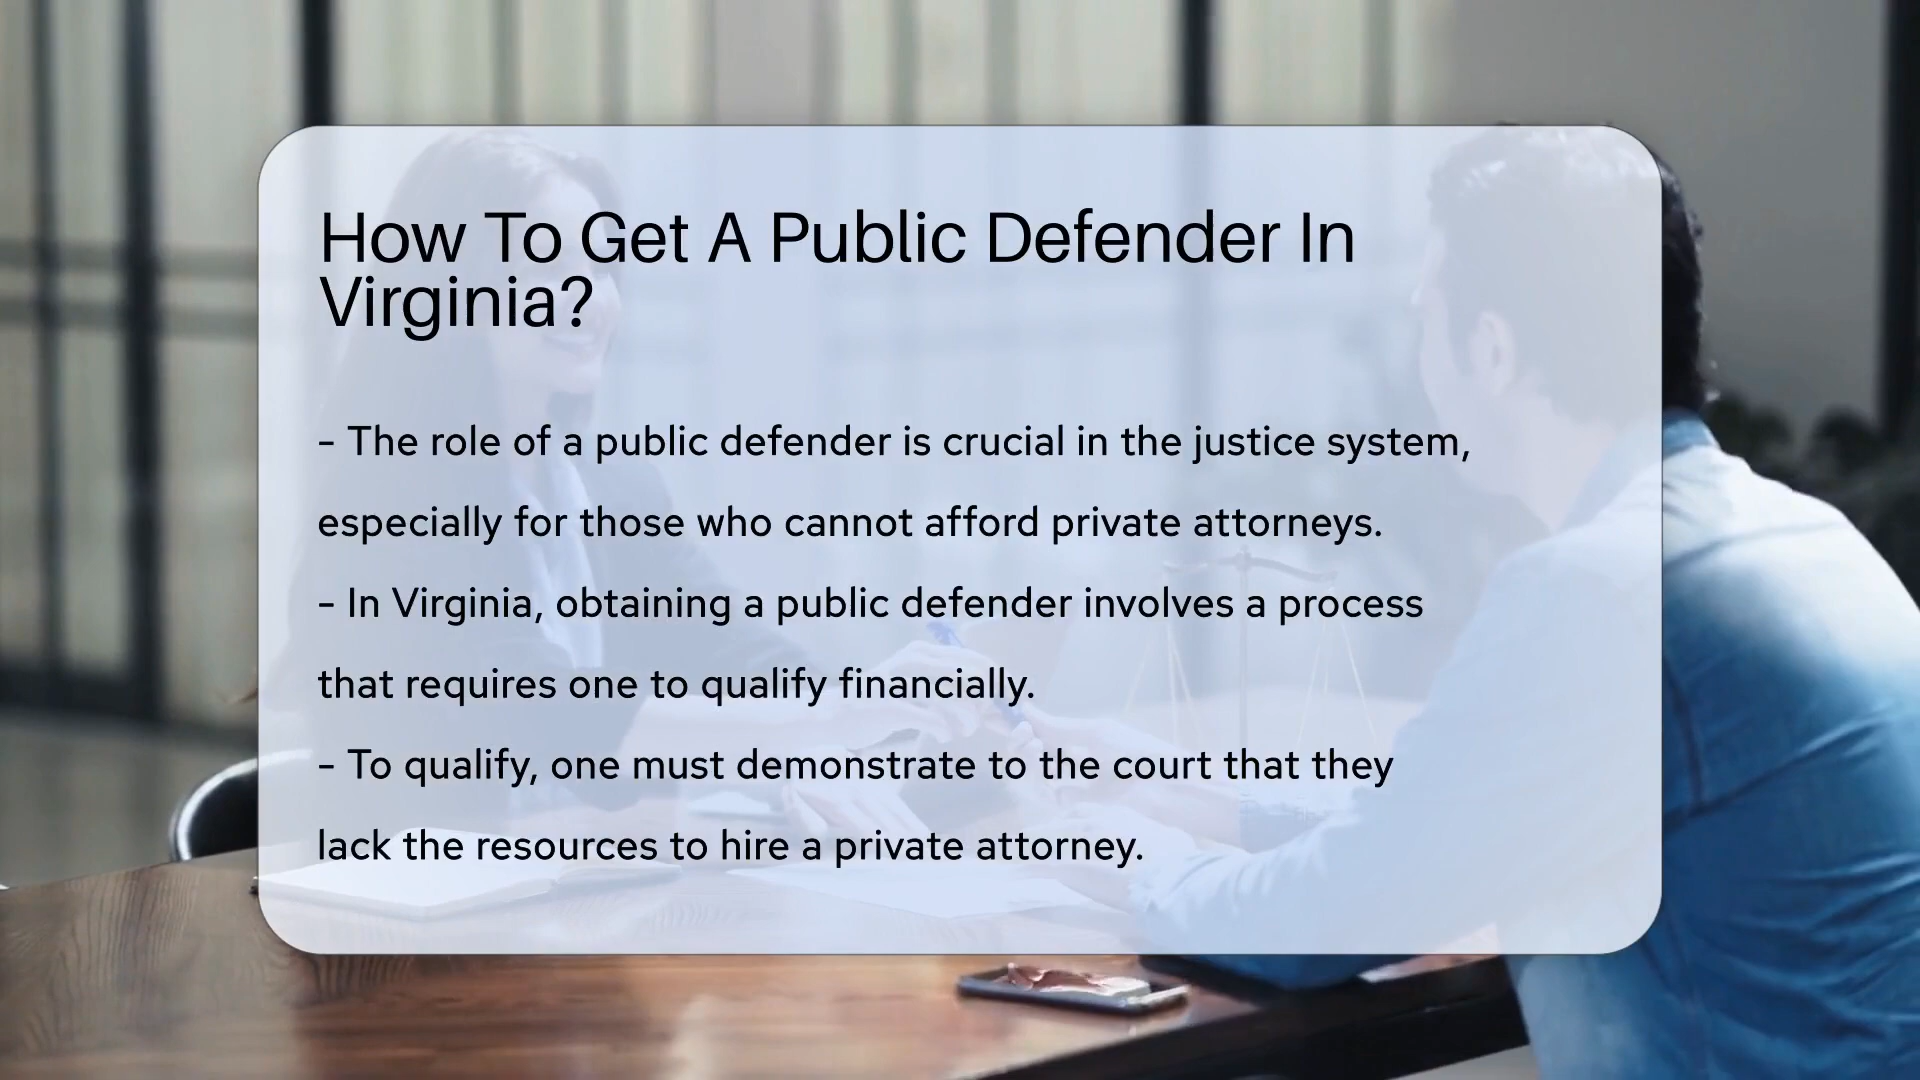 How To Get A Public Defender In
Virginia?
– The role of a public defender is crucial in the justice system,
especially for those who cannot afford private attorneys.
– In Virginia, obtaining a public defender involves a process
that requires one to qualify financially.
– To qualify, one must demonstrate to the court that they
lack the resources to hire a private attorney.